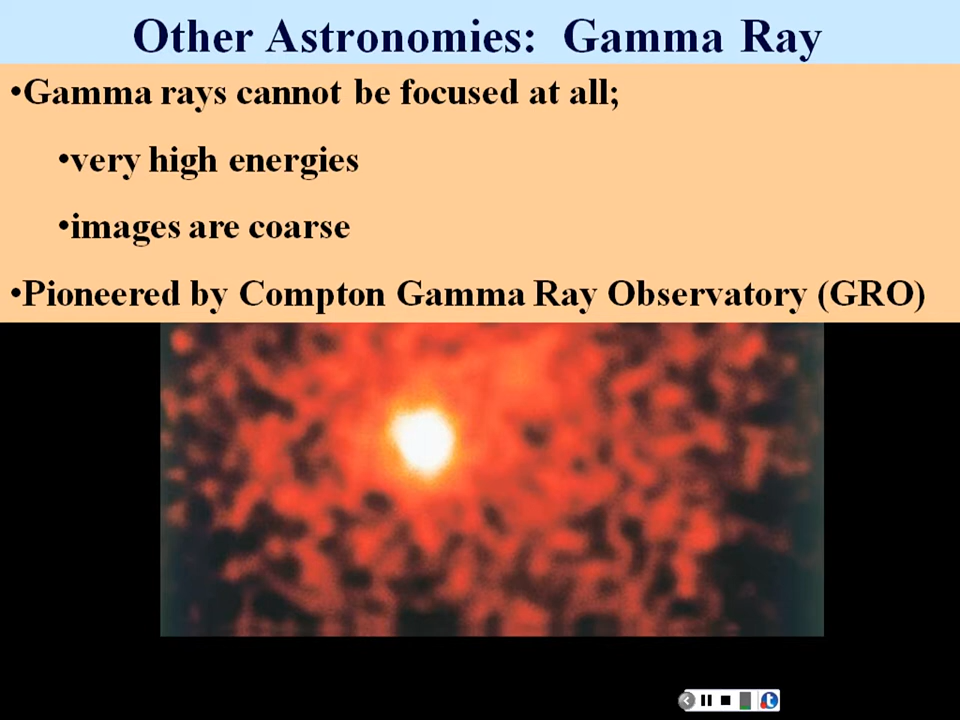 Other Astronomies: Gamma Ray
•Gamma rays cannot be focused at all;
•very high energies
•images are coarse
•Pioneered by Compton Gamma Ray Observatory (GRO)